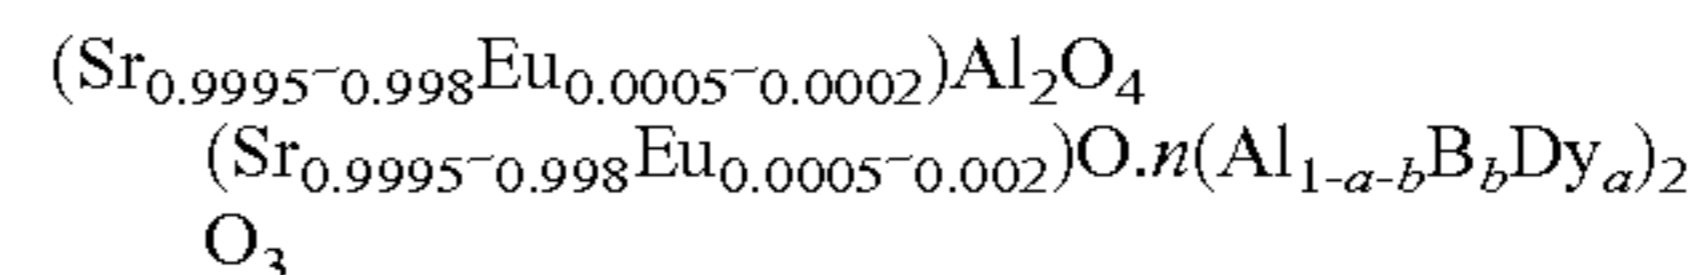 (Sr₀.₉₉₉₅⁻₀.₉₉₈Eu₀.₀₀₀₅⁻₀.₀₀₀₂)Al₂O₄
(Sr₀.₉₉₉₅⁻₀.₉₉₈Eu₀.₀₀₀₅⁻₀.₀₀₂)O.n(Al₁₋ₐ₋bBbDyₐ)₂
O₃